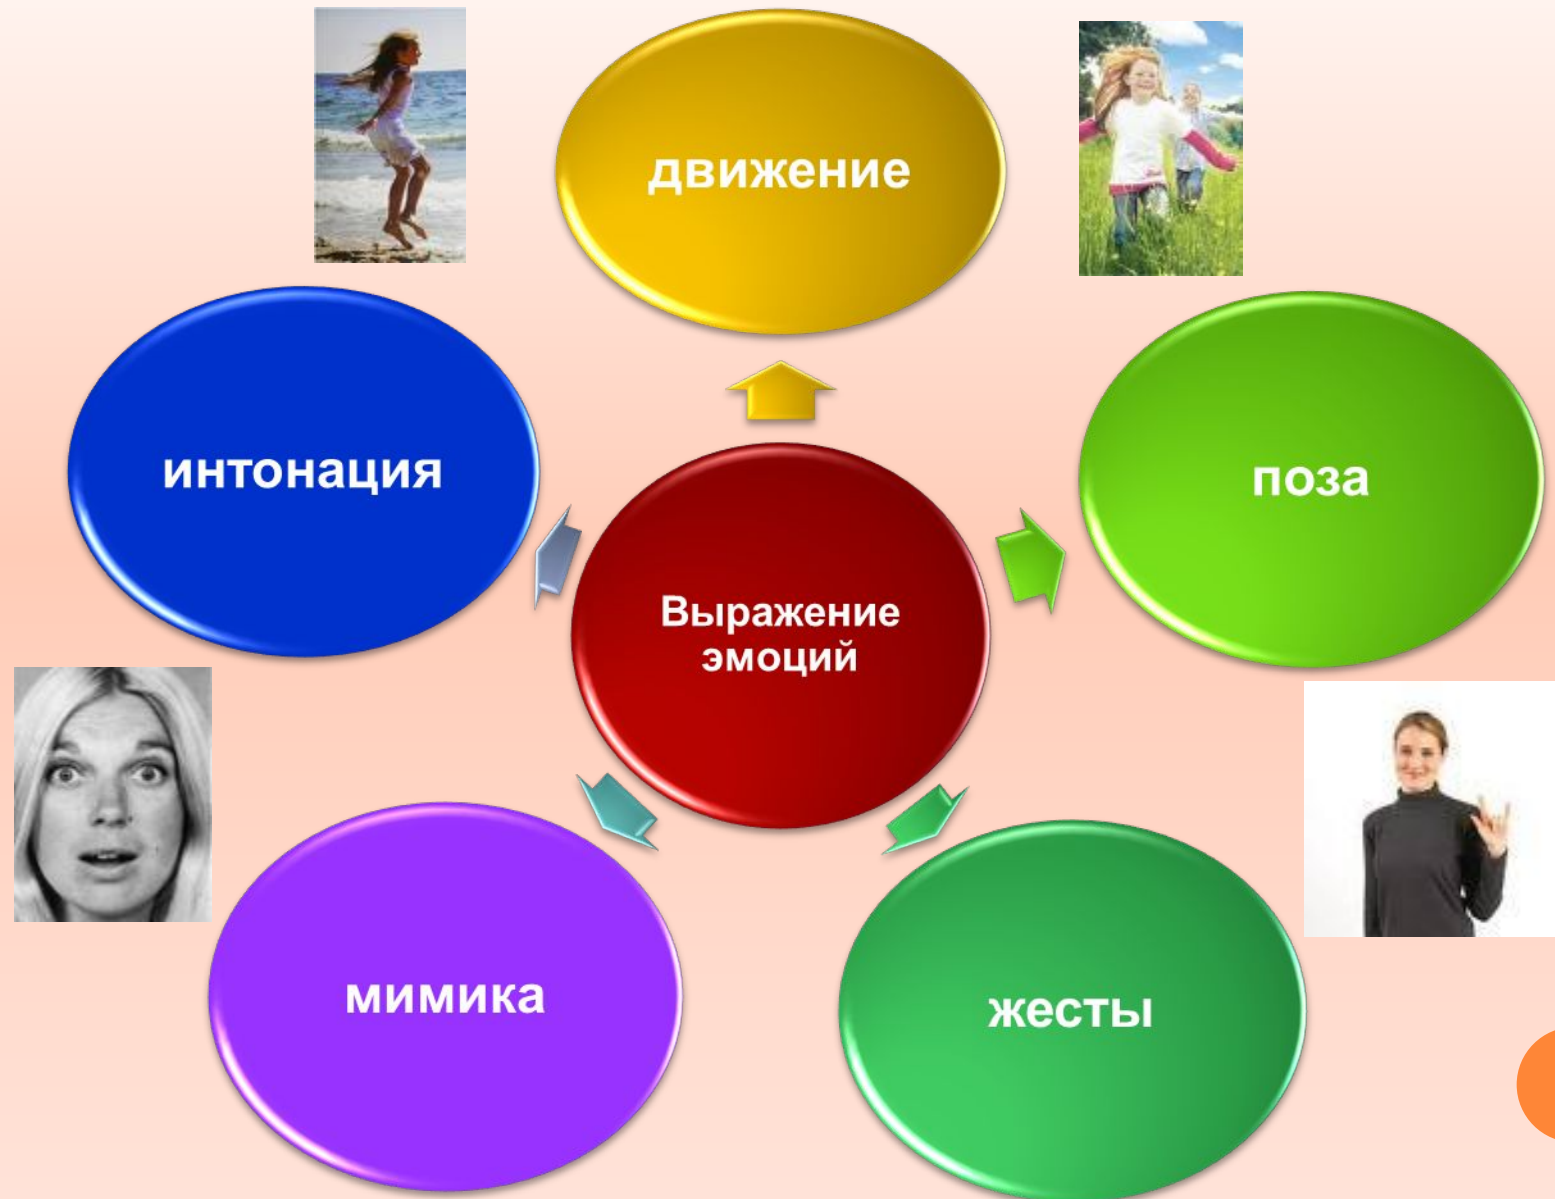 движение
интонация
поза
Выражение
эмоций
мимика
жесты